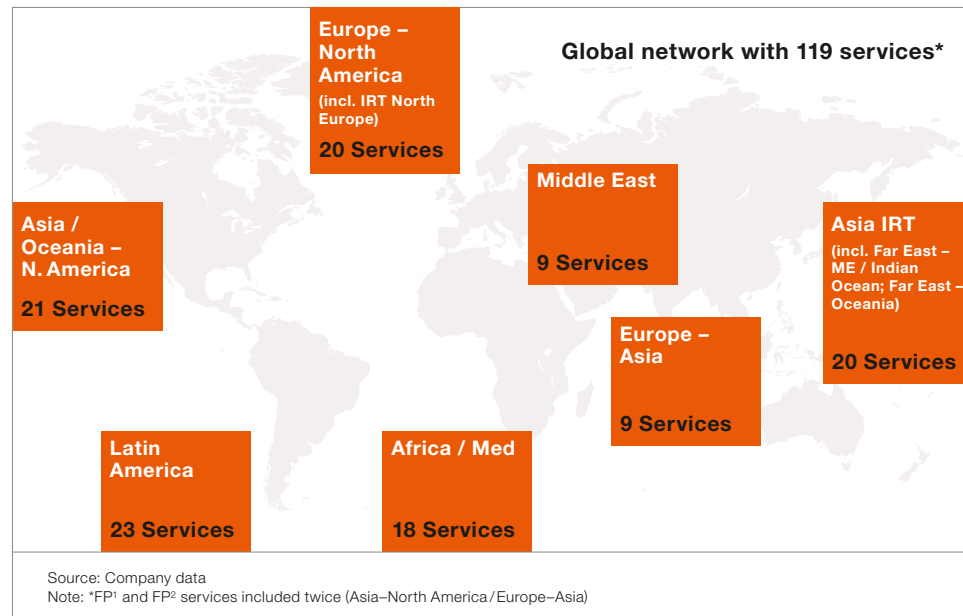 Global network with 119 services*
Europe –
North
America
(incl. IRT North
Europe)
20 Services
Middle East
9 Services
Asia /
Oceania –
N. America
21 Services
Asia IRT
(incl. Far East –
ME / Indian
Ocean; Far East –
Oceania)
20 Services
Europe –
Asia
9 Services
Latin
America
23 Services
Africa / Med
18 Services
Source: Company data
Note: *FP¹ and FP² services included twice (Asia–North America / Europe–Asia)